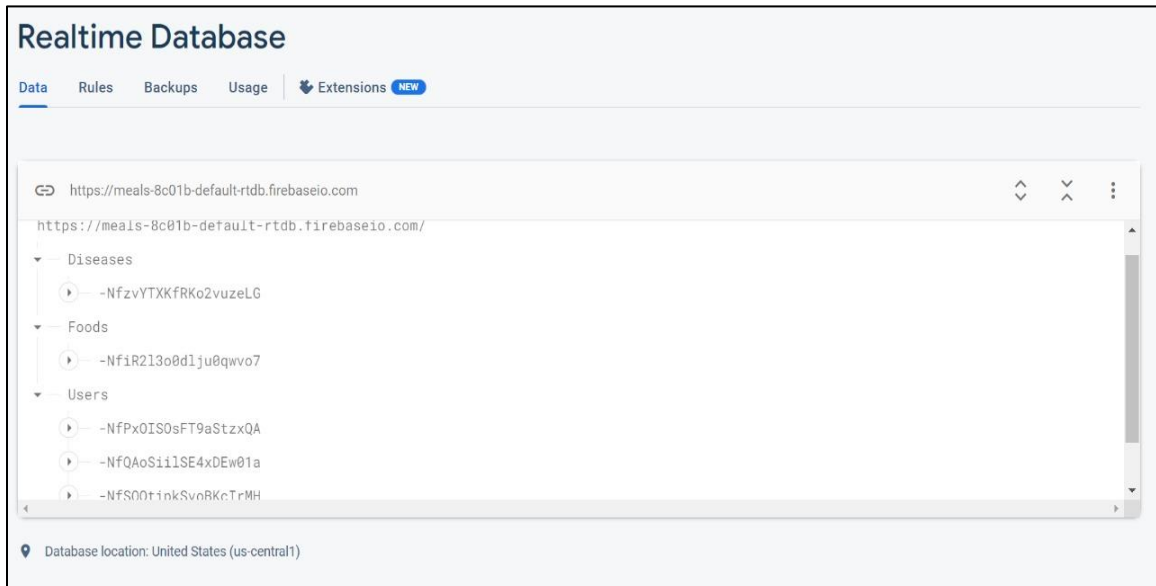 Realtime Database
Data Rules Backups Usage Extensions NEW
https://meals-8c01b-default-rtdb.firebaseio.com
https://meals-8c01b-default-rtdb.firebaseio.com/
Diseases
-NfzvYTXKfRKo2vuzeLG
Foods
-NfiR2l3o0dlju0qwvo7
Users
-NfPxOISOsFT9aStzxQA
-NfQAoSiilSE4xDEw01a
Database location: United States (us-central1)